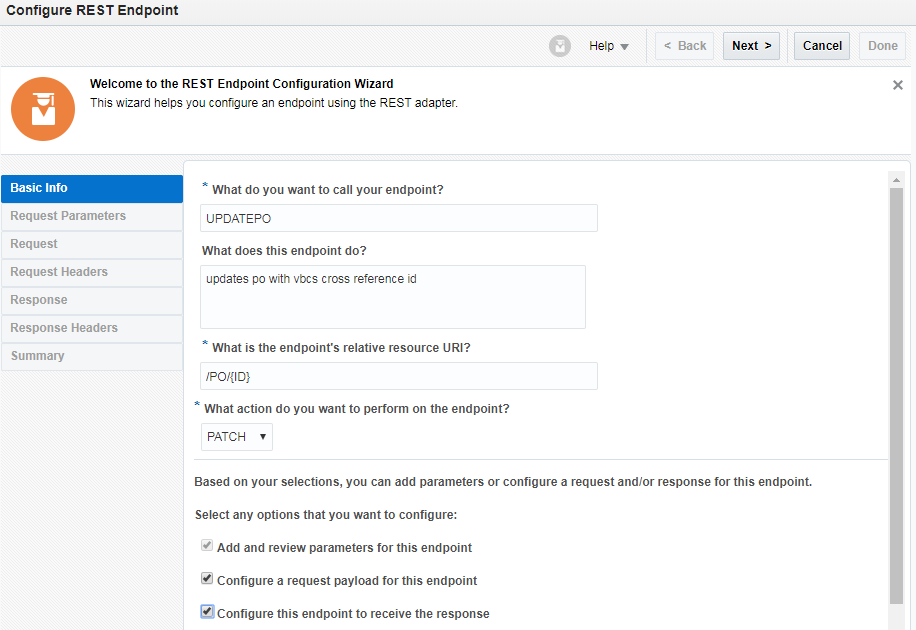 Configure REST Endpoint
Help
< Back
Next >
Cancel
Done
Welcome to the REST Endpoint Configuration Wizard
This wizard helps you configure an endpoint using the REST adapter.
Basic Info
Request Parameters
Request
Request Headers
Response
Response Headers
Summary
* What do you want to call your endpoint?
UPDATEPO
What does this endpoint do?
updates po with vbcs cross reference id
* What is the endpoint's relative resource URI?
/PO/{ID}
* What action do you want to perform on the endpoint?
PATCH
Based on your selections, you can add parameters or configure a request and/or response for this endpoint.
Select any options that you want to configure:
Add and review parameters for this endpoint
Configure a request payload for this endpoint
Configure this endpoint to receive the response